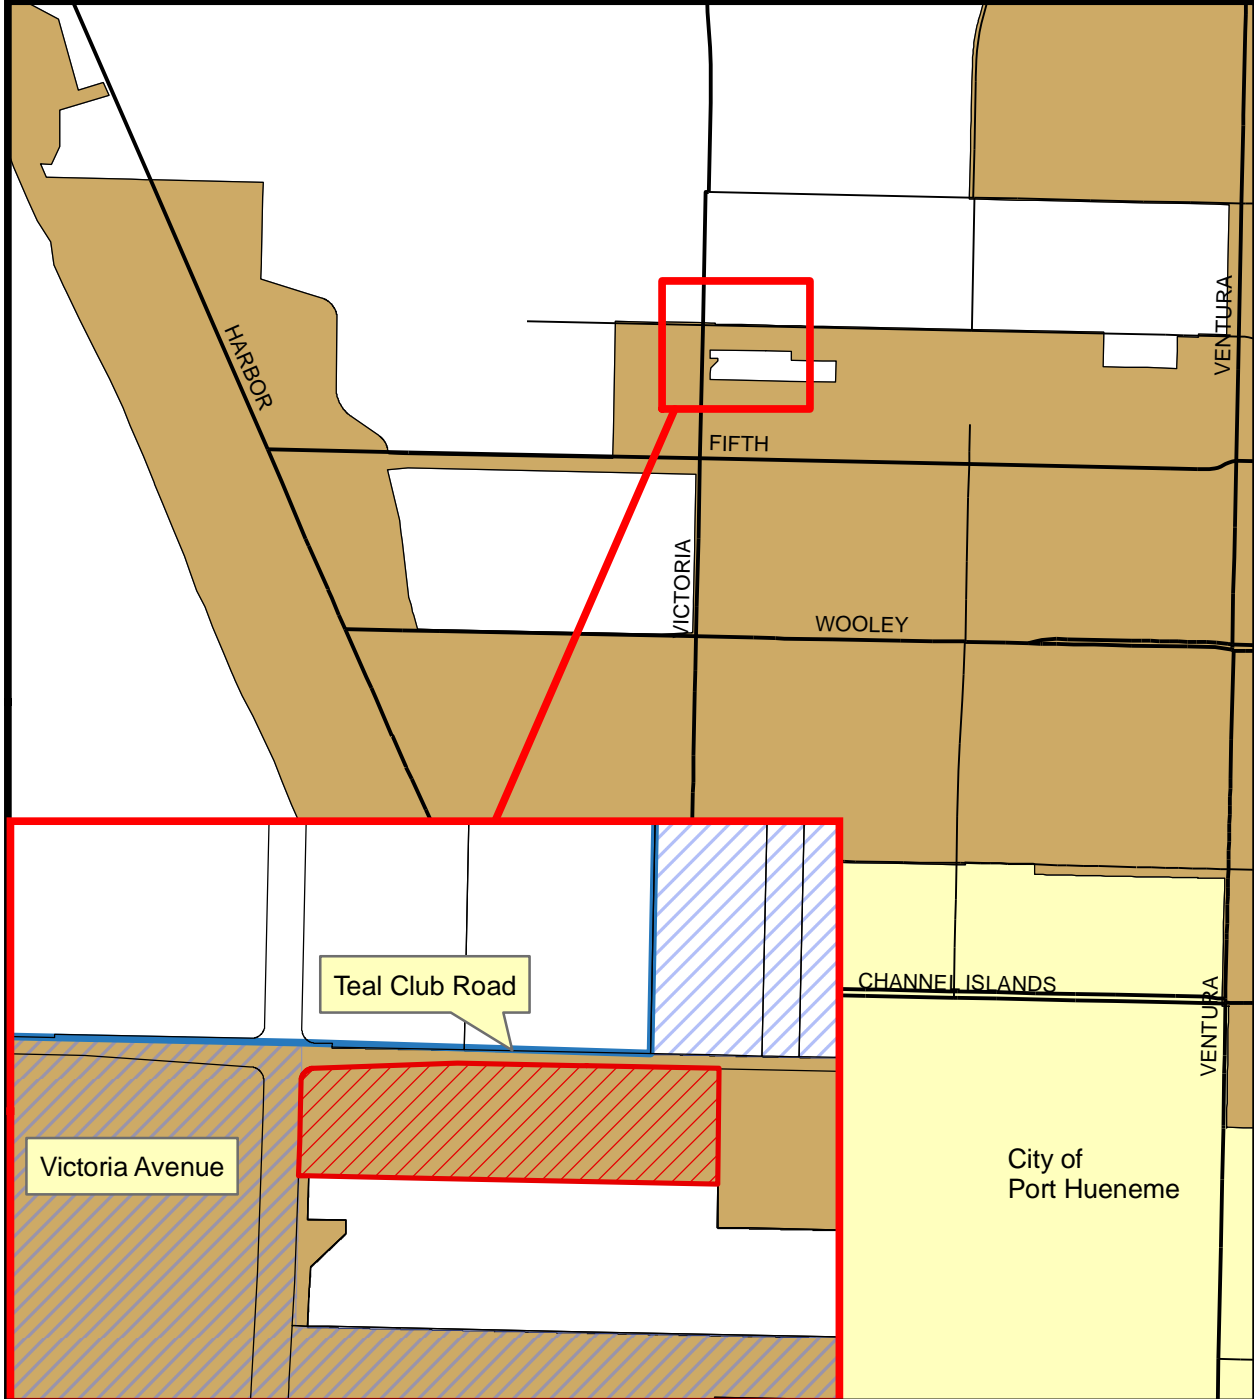 VENTURA
HARBOR
FIFTH
VICTORIA
WOOLEY
CHANNEL ISLANDS
Teal Club Road
VENTURA
Victoria Avenue
City of
Port Hueneme